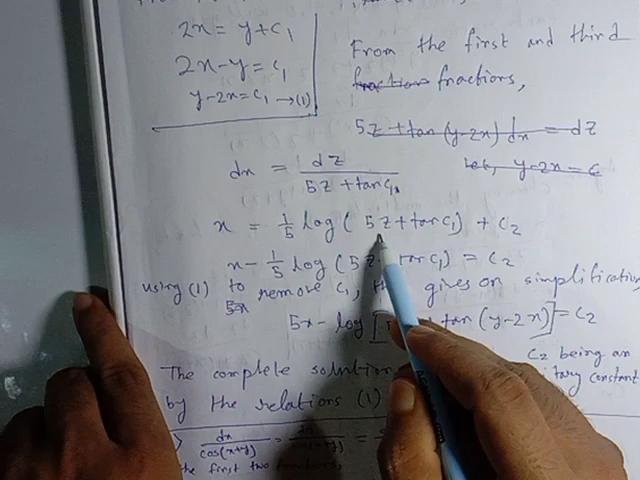 2x = y + c₁
2x - y = c₁
y - 2x = c₁ → (1)
From the first and third
fractions,
5z + tan (y-2x) dx = dz
Let, y-2x = c
dx = dz / 5z + tan c₁
x = 1/5 log ( 5z + tan c₁) + c₂
x - 1/5 log (5z tan c₁) = c₂
using (1) to remove c₁, gives on simplification
5x
5x - log [ tan (y-2x)] = c₂
c₂ being an
constant
The complete solution
by the relations (1)
dx / cos(x+y) = =
the first two fractions,